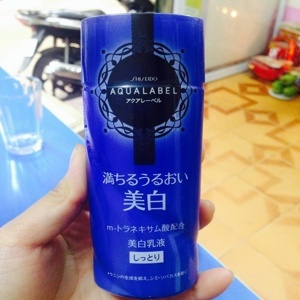 SHISEIDO
AQUALABEL
アクアレーベル
満ちるうるおい
美白
m-トラネキサム酸配合
美白乳液
しっとり